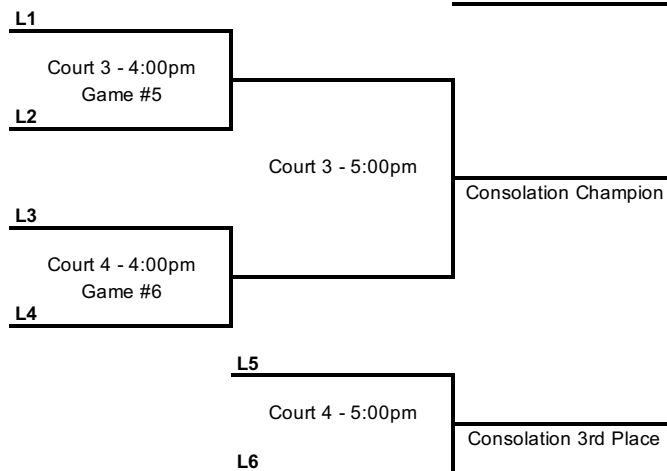 L1
Court 3 - 4:00pm
Game #5
L2
Court 3 - 5:00pm
Consolation Champion
L3
Court 4 - 4:00pm
Game #6
L4
L5
Court 4 - 5:00pm
Consolation 3rd Place
L6